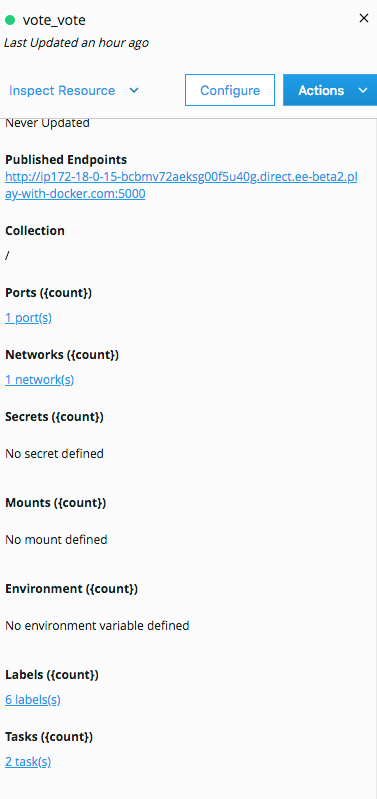 vote_vote
Last Updated an hour ago
Inspect Resource
Configure
Actions
Never Updated
Published Endpoints
http://ip172-18-0-15-bcbmv72aeksg00f5u40g.direct.ee-beta2.pl
ay-with-docker.com:5000
Collection
/
Ports ({count})
1 port(s)
Networks ({count})
1 network(s)
Secrets ({count})
No secret defined
Mounts ({count})
No mount defined
Environment ({count})
No environment variable defined
Labels ({count})
6 labels(s)
Tasks ({count})
2 task(s)